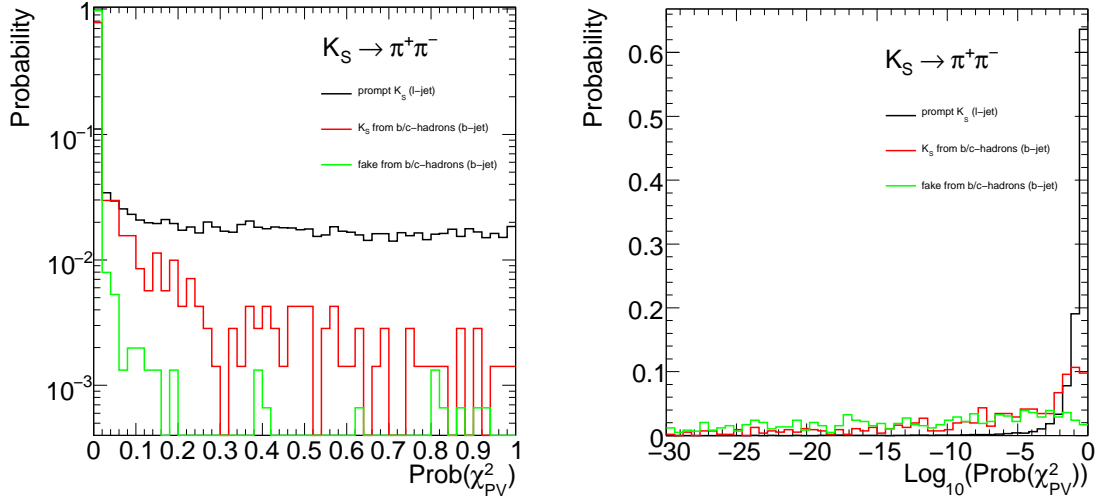 Probability
1
10⁻¹
10⁻²
10⁻³
K_S → π⁺π⁻
prompt K_S (l-jet)
K_S from b/c-hadrons (b-jet)
fake from b/c-hadrons (b-jet)
0 0.1 0.2 0.3 0.4 0.5 0.6 0.7 0.8 0.9 1
Prob(χ²_PV)
Probability
0.6
0.5
0.4
0.3
0.2
0.1
0
K_S → π⁺π⁻
prompt K_S (l-jet)
K_S from b/c-hadrons (b-jet)
fake from b/c-hadrons (b-jet)
−30 −25 −20 −15 −10 −5 0
Log₁₀(Prob(χ²_PV))